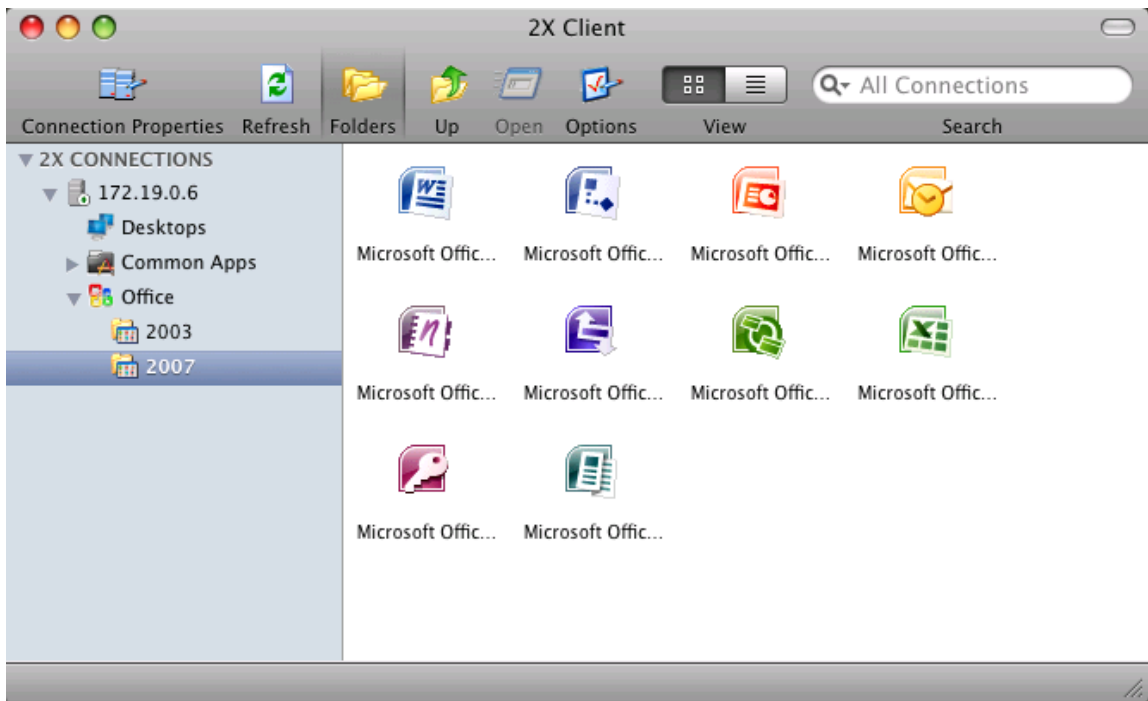 2X Client
All Connections
Connection Properties Refresh Folders Up Open Options View Search
2X CONNECTIONS
172.19.0.6
Desktops
Common Apps
Office
2003
2007
Microsoft Offic... Microsoft Offic... Microsoft Offic... Microsoft Offic...
Microsoft Offic... Microsoft Offic... Microsoft Offic... Microsoft Offic...
Microsoft Offic... Microsoft Offic...